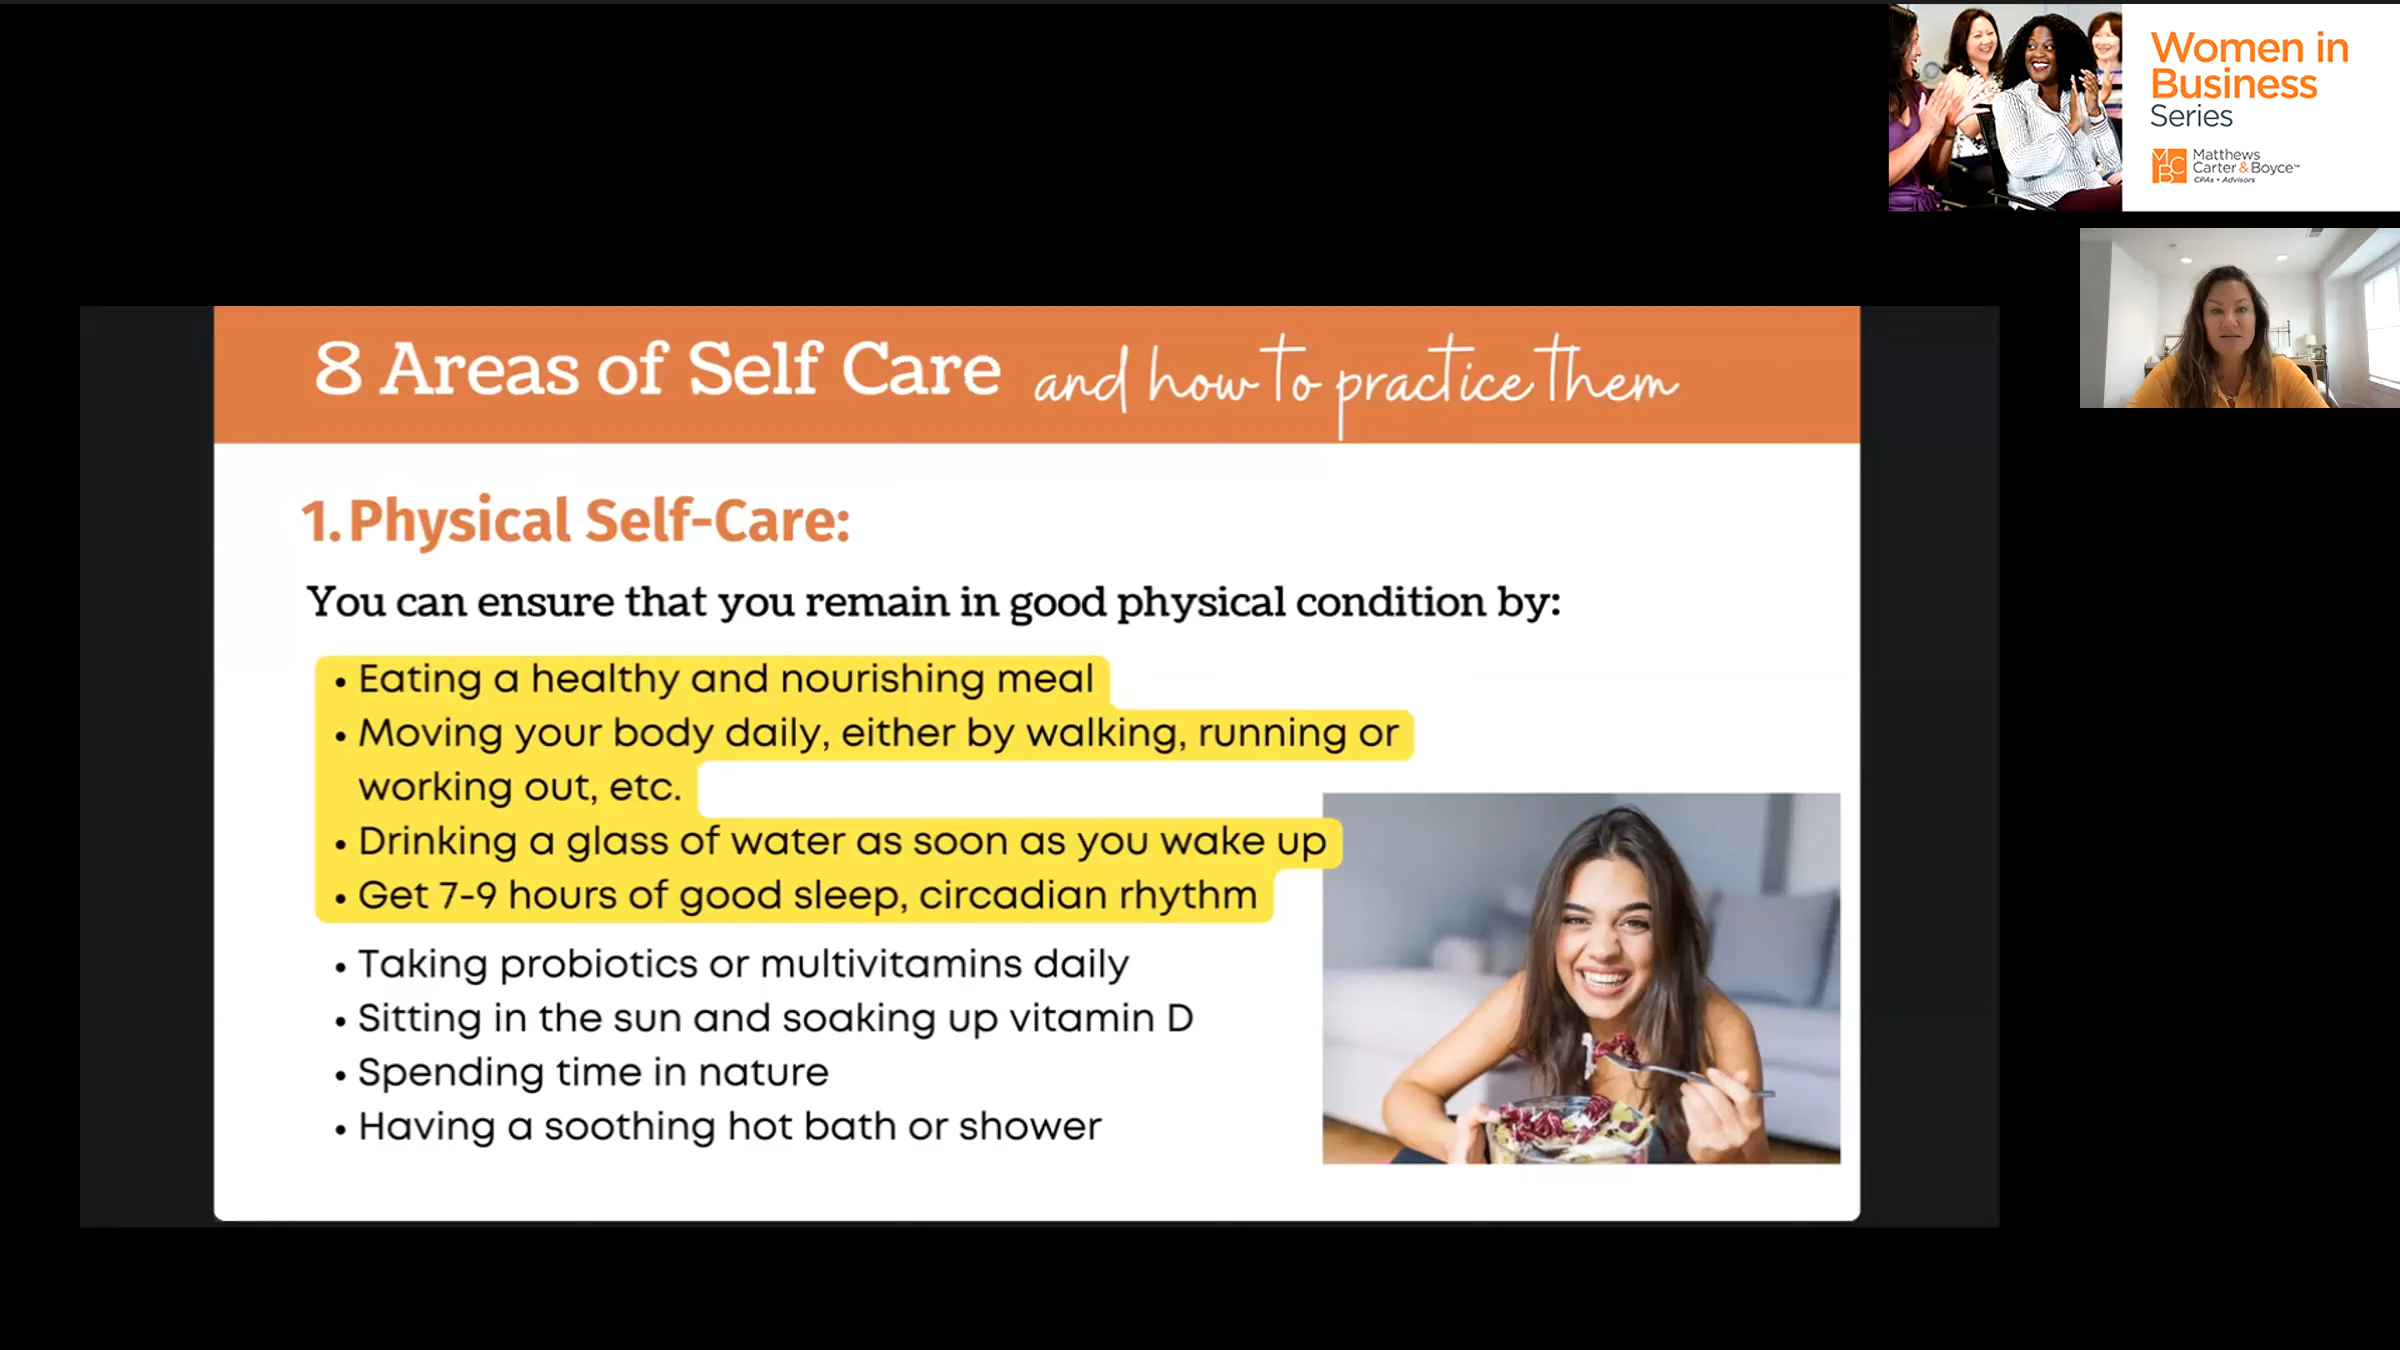 Women in
Business
Series
MCB
Matthews
Carter & Boyce™
CPAs • Advisors
8 Areas of Self Care and how to practice them
1. Physical Self-Care:
You can ensure that you remain in good physical condition by:
• Eating a healthy and nourishing meal
• Moving your body daily, either by walking, running or
working out, etc.
• Drinking a glass of water as soon as you wake up
• Get 7-9 hours of good sleep, circadian rhythm
• Taking probiotics or multivitamins daily
• Sitting in the sun and soaking up vitamin D
• Spending time in nature
• Having a soothing hot bath or shower